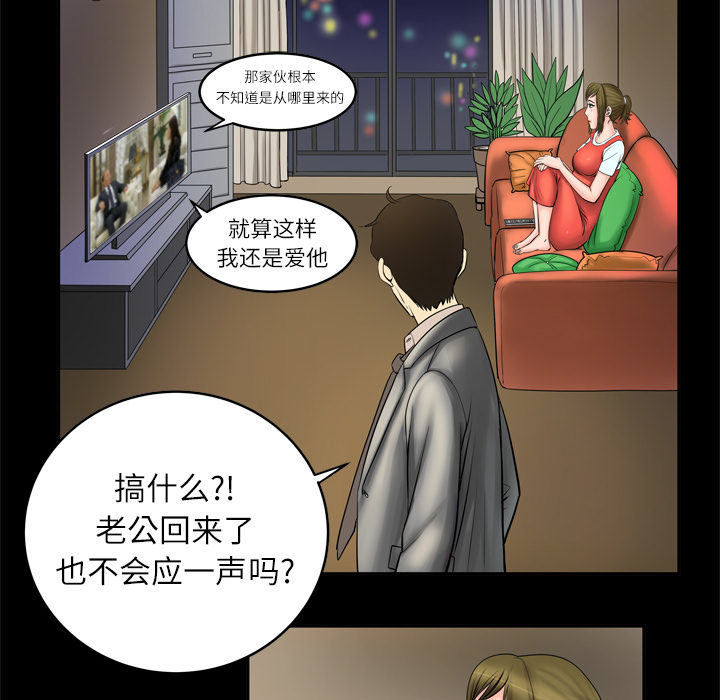 那家伙根本
不知道是从哪里来的
就算这样
我还是爱他
搞什么?!
老公回来了
也不会应一声吗?